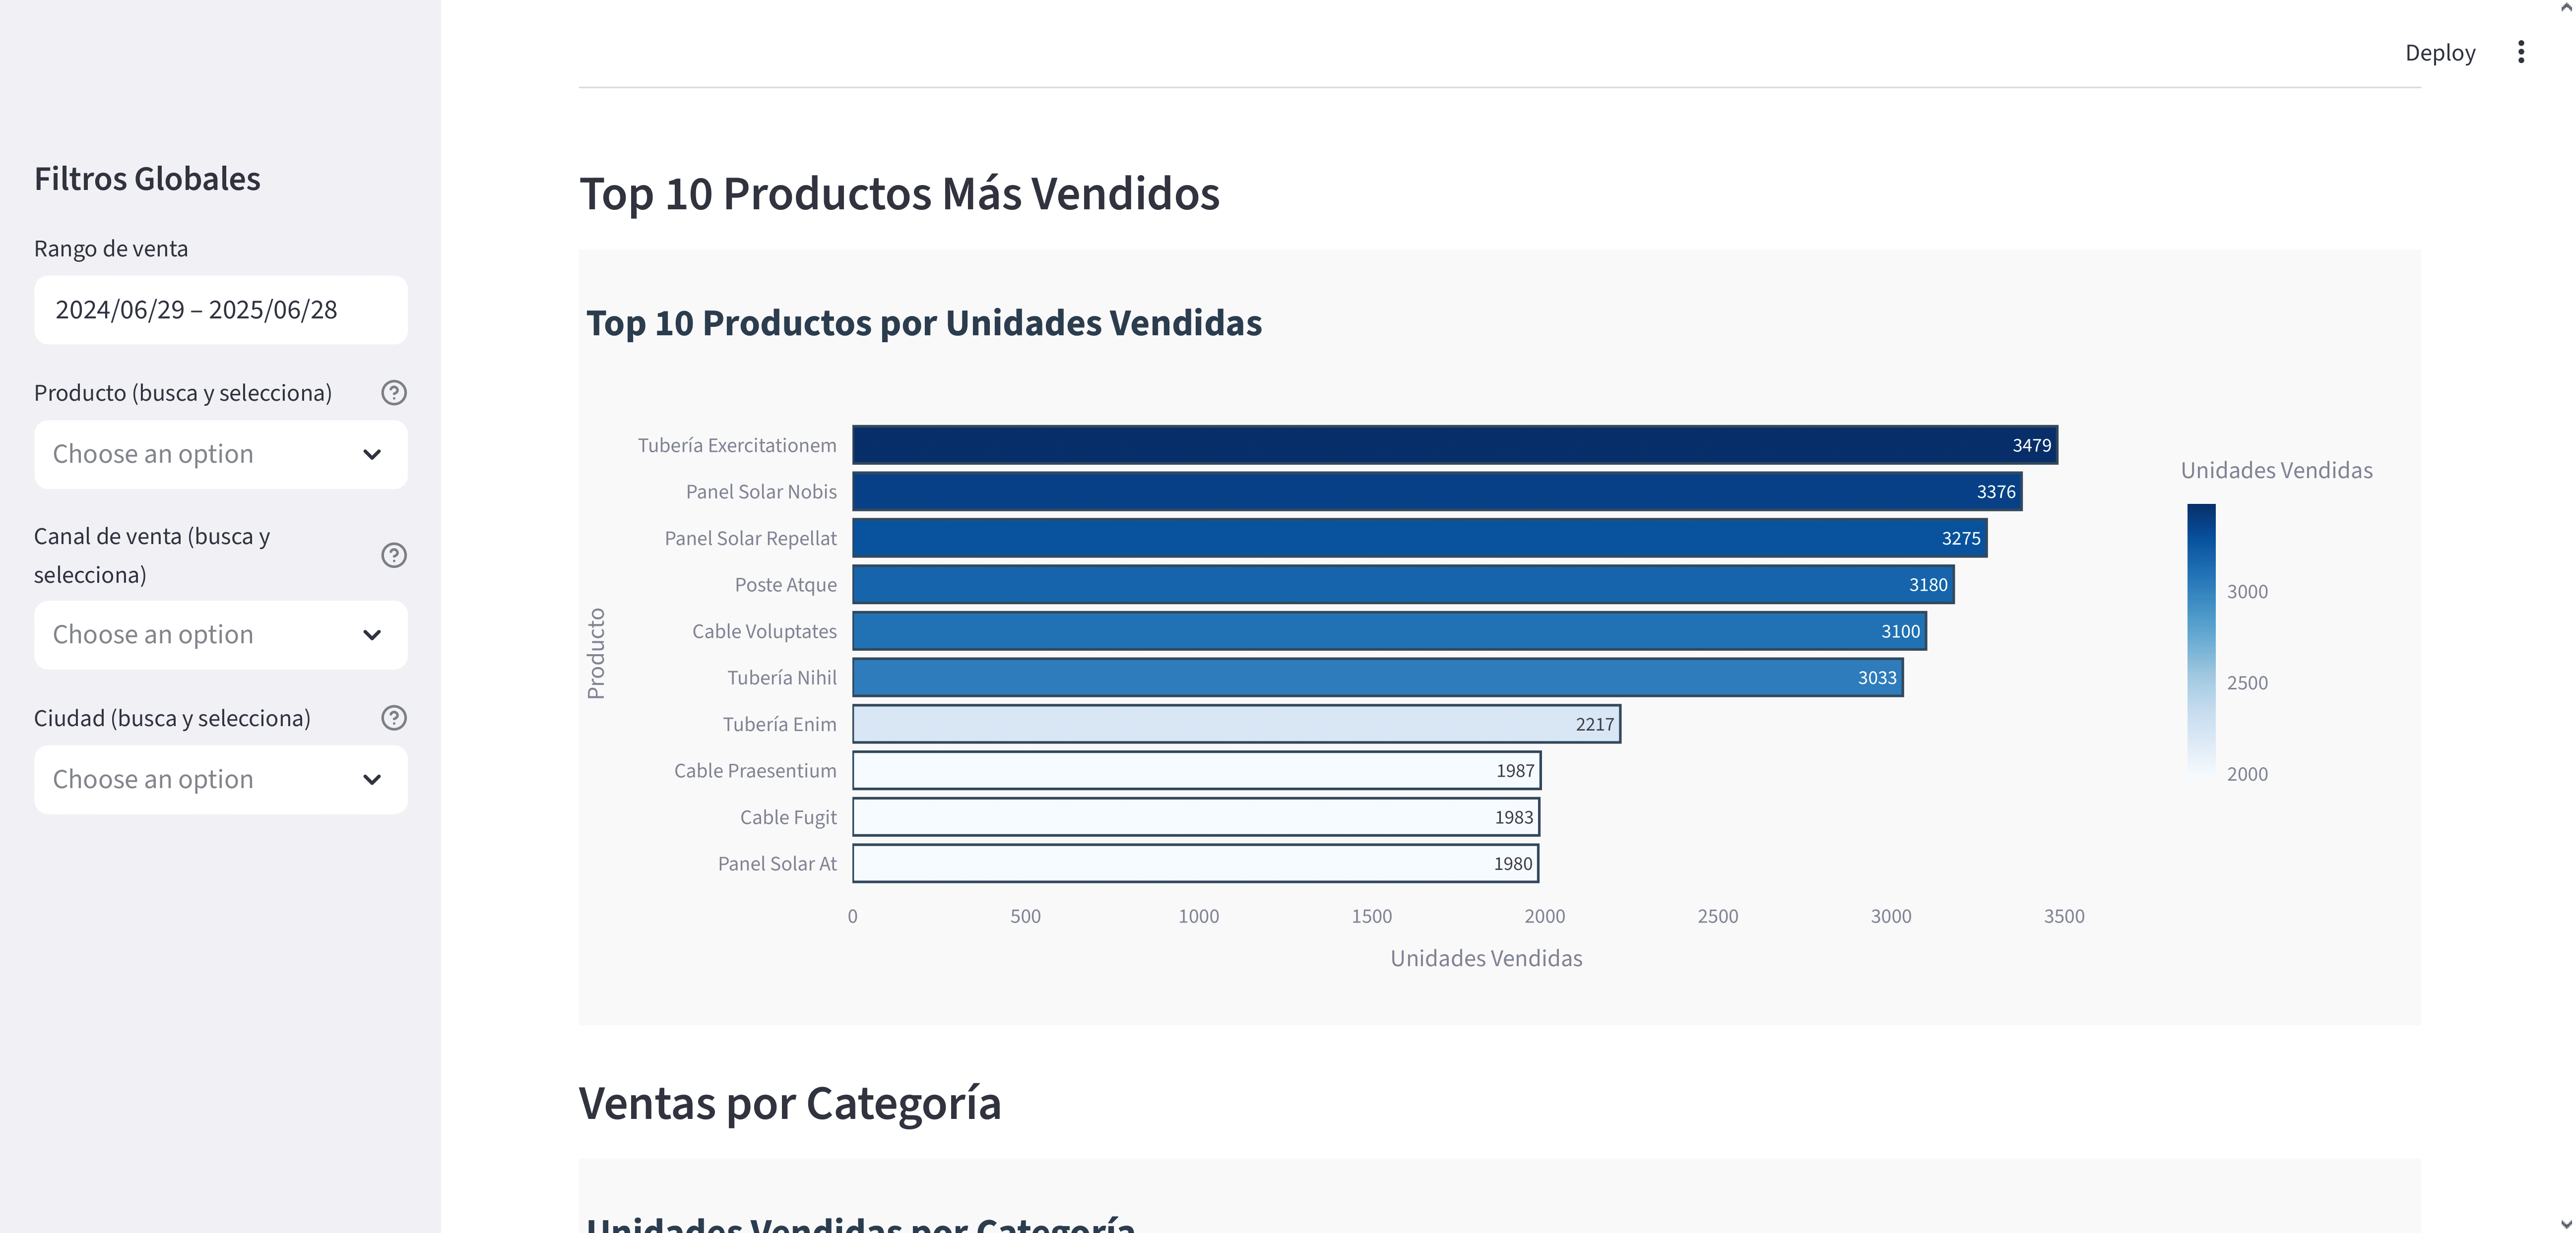 Deploy
Filtros Globales
Rango de venta
2024/06/29 – 2025/06/28
Producto (busca y selecciona)
Choose an option
Canal de venta (busca y
selecciona)
Choose an option
Ciudad (busca y selecciona)
Choose an option
Top 10 Productos Más Vendidos
Top 10 Productos por Unidades Vendidas
Producto
Tubería Exercitationem 3479
Panel Solar Nobis 3376
Panel Solar Repellat 3275
Poste Atque 3180
Cable Voluptates 3100
Tubería Nihil 3033
Tubería Enim 2217
Cable Praesentium 1987
Cable Fugit 1983
Panel Solar At 1980
0 500 1000 1500 2000 2500 3000 3500
Unidades Vendidas
Unidades Vendidas
3000
2500
2000
Ventas por Categoría
Unidades Vendidas por Categoría